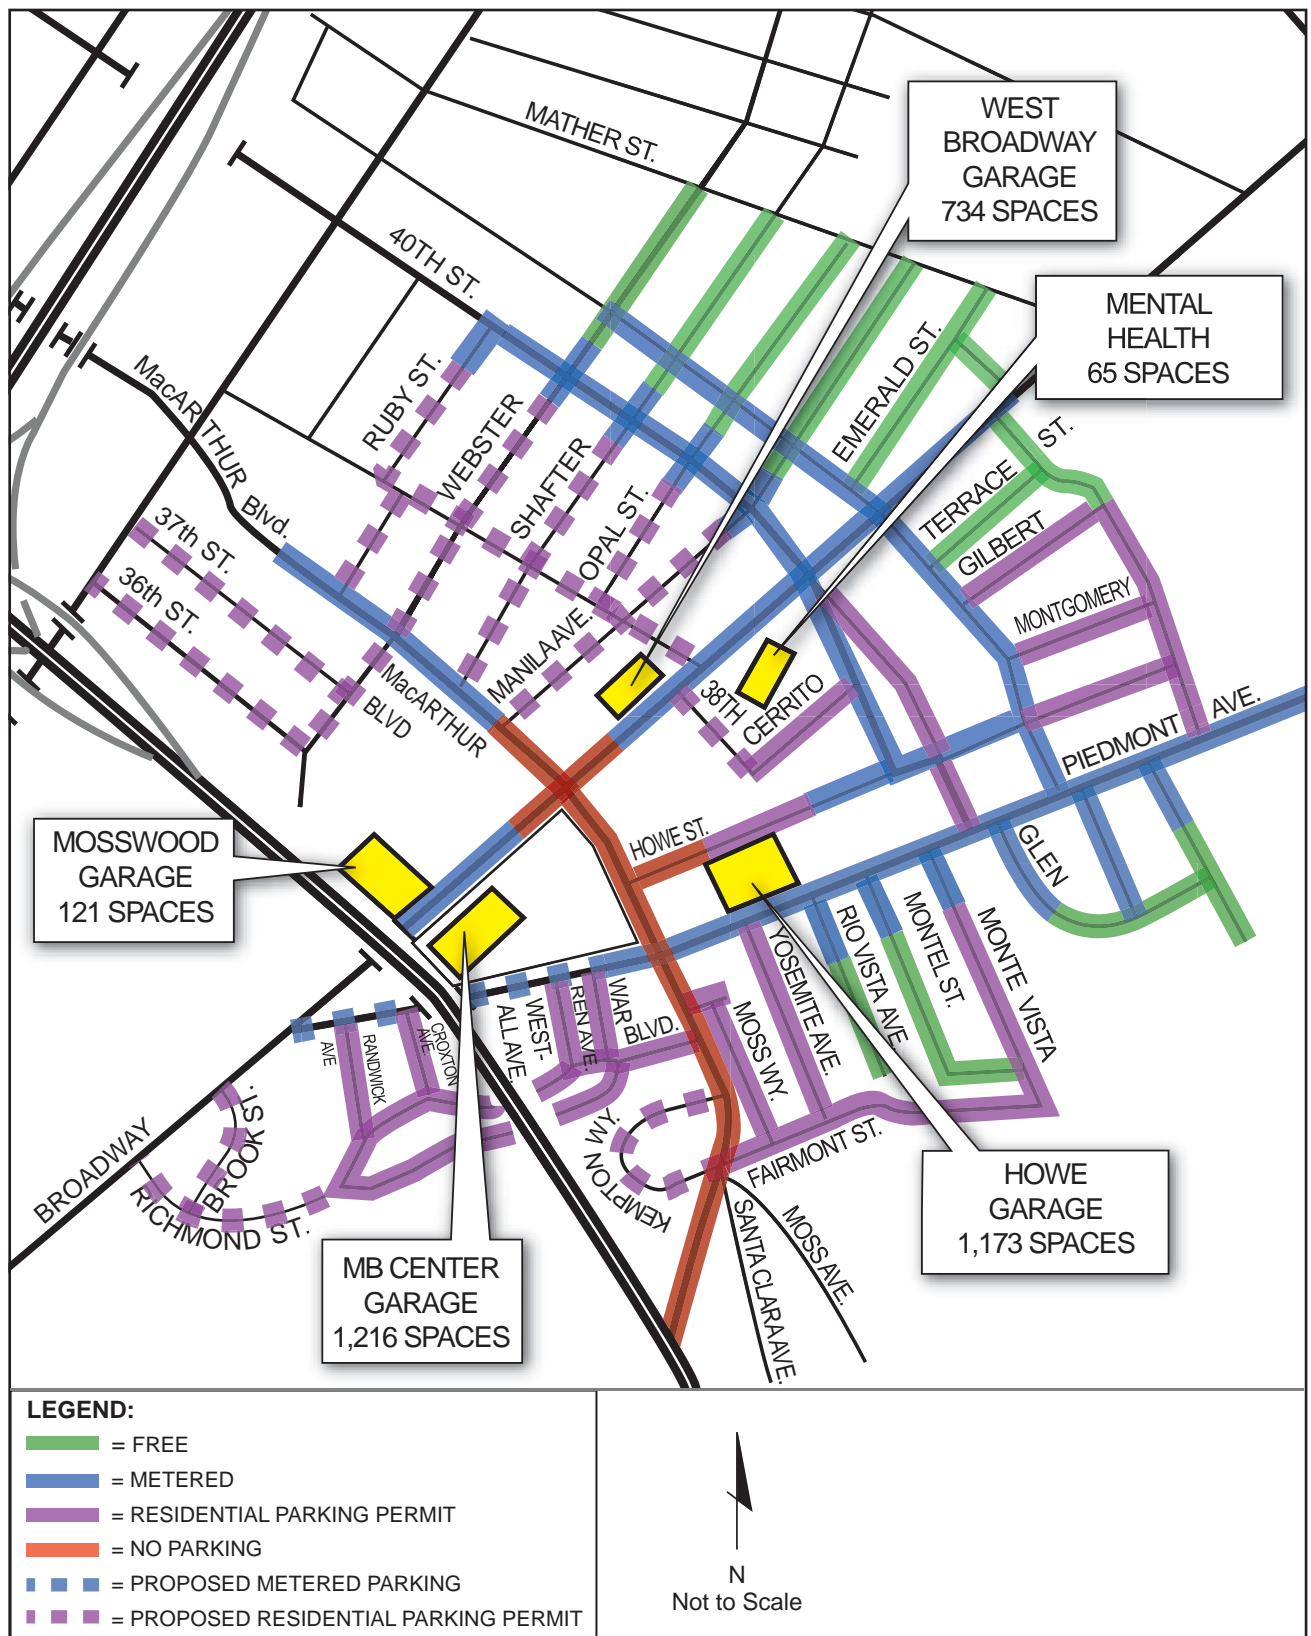 WEST
BROADWAY
GARAGE
734 SPACES
MATHER ST.
40TH ST.
MENTAL
HEALTH
65 SPACES
MacARTHUR Blvd.
RUBY ST.
WEBSTER
SHAFTER
OPAL ST.
EMERALD ST.
ST.
TERRACE
GILBERT
MONTGOMERY
37th ST.
36th ST.
MANILA AVE.
MacARTHUR
BLVD
38TH
CERRITO
PIEDMONT AVE.
HOWE ST.
GLEN
MOSSWOOD
GARAGE
121 SPACES
YOSEMITE AVE.
RIO VISTA AVE.
MONTEL ST.
MONTE VISTA
WEST-
ALL AVE.
WAR
REN AVE.
BLVD.
MOSS WY.
CROXTON
AVE.
RANDWICK
AVE
BROADWAY
BROOK ST.
RICHMOND ST.
KEMPTON WY.
FAIRMONT ST.
SANTA CLARA AVE.
MOSS AVE.
HOWE
GARAGE
1,173 SPACES
MB CENTER
GARAGE
1,216 SPACES
LEGEND:
= FREE
= METERED
= RESIDENTIAL PARKING PERMIT
= NO PARKING
= PROPOSED METERED PARKING
= PROPOSED RESIDENTIAL PARKING PERMIT
N
Not to Scale